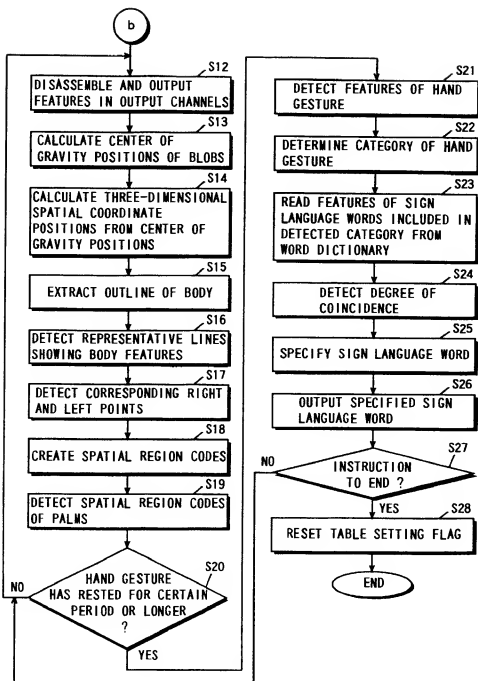 b
S12
DISASSEMBLE AND OUTPUT
FEATURES IN OUTPUT CHANNELS
S13
CALCULATE CENTER OF
GRAVITY POSITIONS OF BLOBS
S14
CALCULATE THREE-DIMENSIONAL
SPATIAL COORDINATE
POSITIONS FROM CENTER OF
GRAVITY POSITIONS
S15
EXTRACT OUTLINE OF BODY
S16
DETECT REPRESENTATIVE LINES
SHOWING BODY FEATURES
S17
DETECT CORRESPONDING RIGHT
AND LEFT POINTS
S18
CREATE SPATIAL REGION CODES
S19
DETECT SPATIAL REGION CODES
OF PALMS
S20
HAND GESTURE
HAS RESTED FOR CERTAIN
PERIOD OR LONGER
?
NO
YES
S21
DETECT FEATURES OF HAND
GESTURE
S22
DETERMINE CATEGORY OF HAND
GESTURE
S23
READ FEATURES OF SIGN
LANGUAGE WORDS INCLUDED IN
DETECTED CATEGORY FROM
WORD DICTIONARY
S24
DETECT DEGREE OF
COINCIDENCE
S25
SPECIFY SIGN LANGUAGE WORD
S26
OUTPUT SPECIFIED SIGN
LANGUAGE WORD
S27
NO
INSTRUCTION
TO END ?
YES
S28
RESET TABLE SETTING FLAG
END